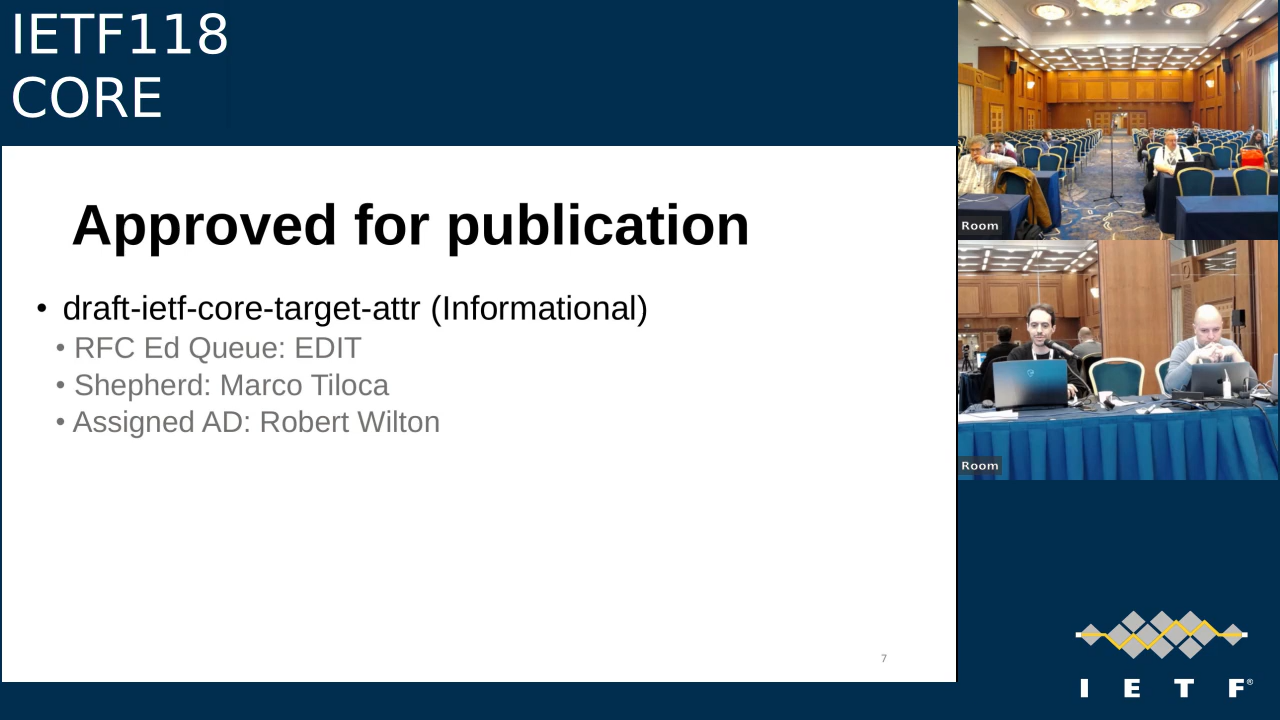 IETF118
CORE
Approved for publication
• draft-ietf-core-target-attr (Informational)
• RFC Ed Queue: EDIT
• Shepherd: Marco Tiloca
• Assigned AD: Robert Wilton
7
Room
Room
I E T F®